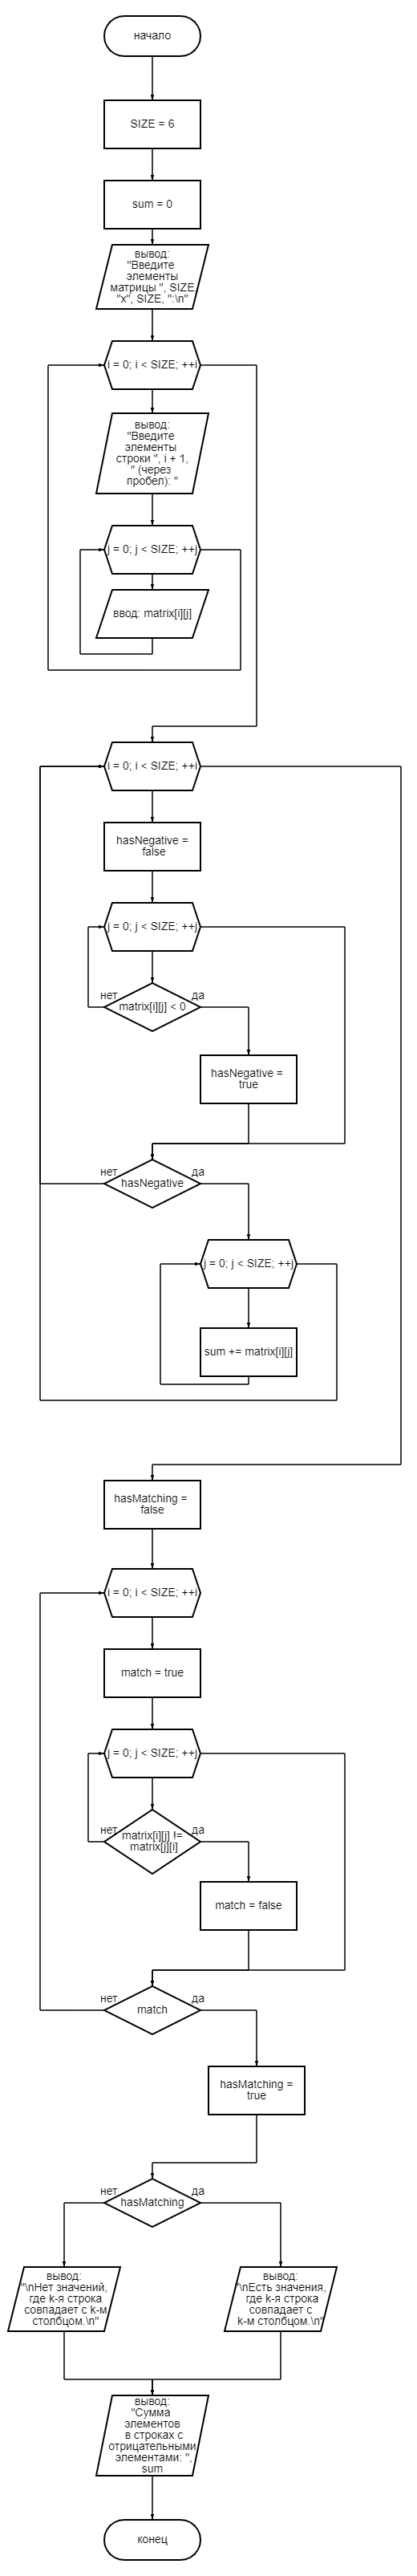 начало
SIZE = 6
sum = 0
вывод:
"Введите
элементы
матрицы ", SIZE
"x", SIZE, ":\n"
i = 0; i < SIZE; ++i
вывод:
"Введите
элементы
строки ", i + 1,
" (через
пробел): "
j = 0; j < SIZE; ++j
ввод: matrix[i][j]
i = 0; i < SIZE; ++i
hasNegative =
false
j = 0; j < SIZE; ++j
нет
да
matrix[i][j] < 0
hasNegative =
true
нет
да
hasNegative
j = 0; j < SIZE; ++j
sum += matrix[i][j]
hasMatching =
false
i = 0; i < SIZE; ++i
match = true
j = 0; j < SIZE; ++j
нет
да
matrix[i][j] !=
matrix[j][i]
match = false
нет
да
match
hasMatching =
true
нет
да
hasMatching
вывод:
"\nНет значений,
где k-я строка
совпадает с k-м
столбцом.\n"
вывод:
"\nЕсть значения,
где k-я строка
совпадает с
k-м столбцом.\n"
вывод:
"Сумма
элементов
в строках с
отрицательными
элементами: ",
sum
конец